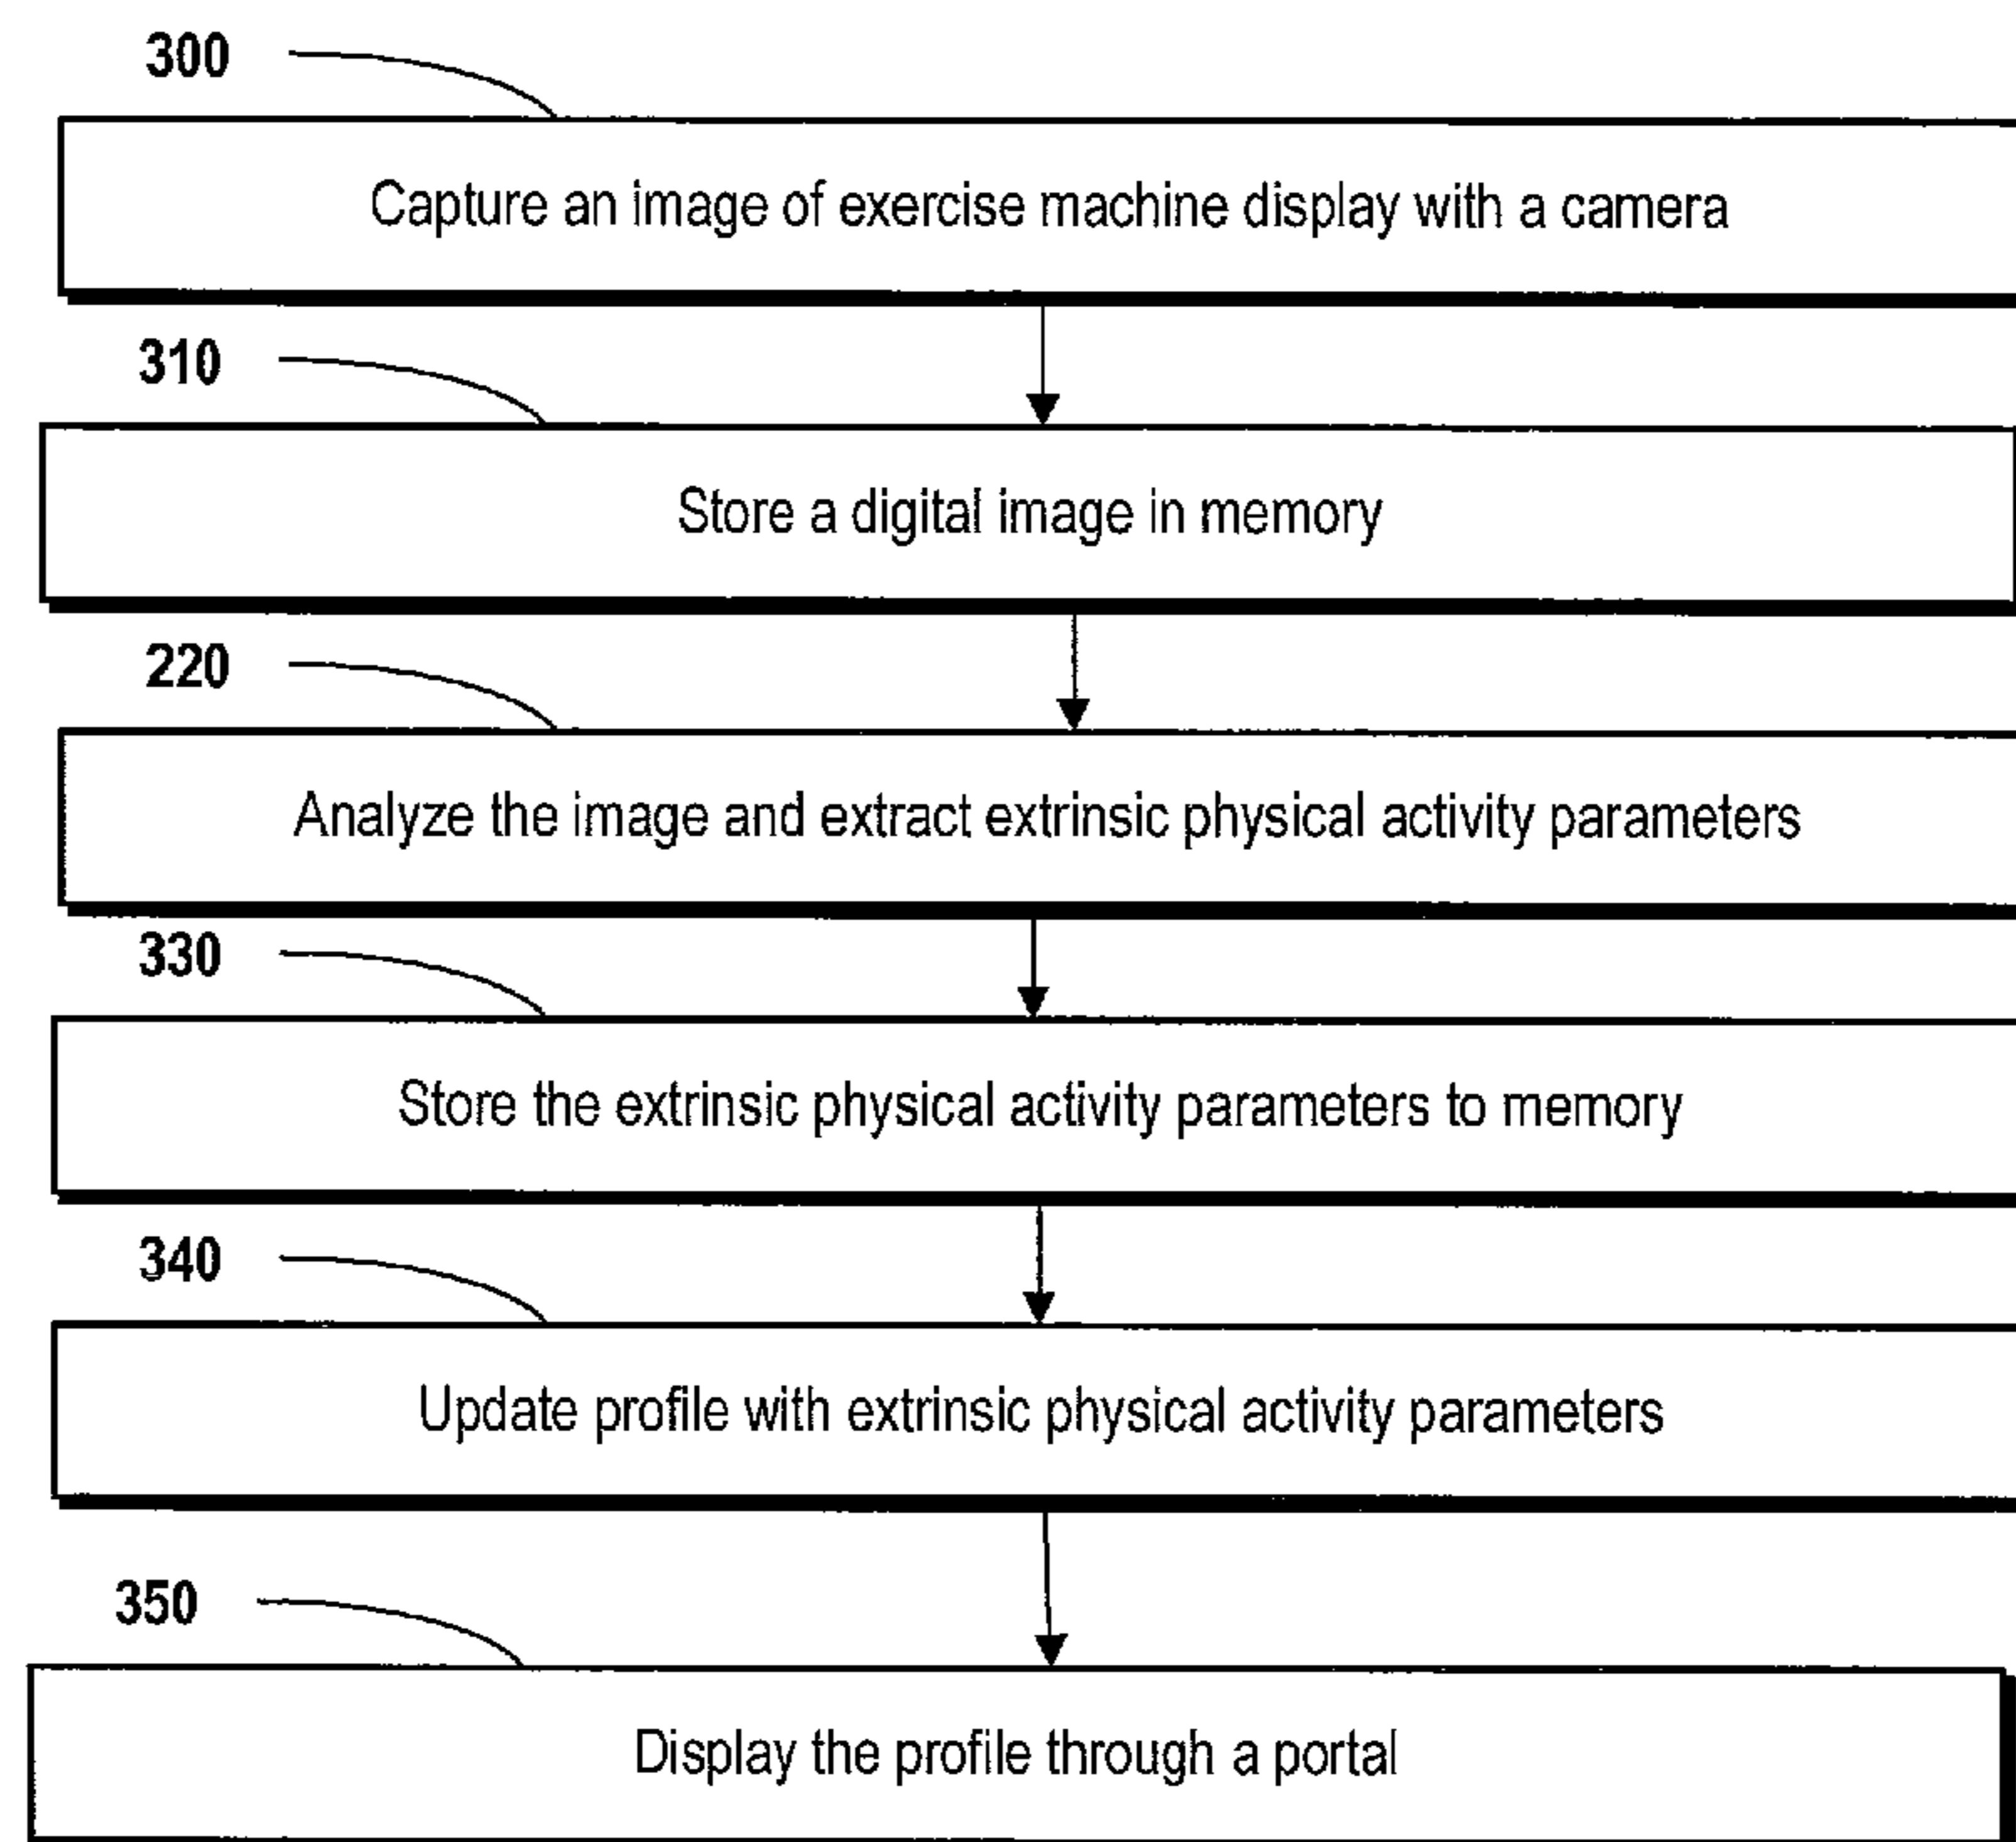 300
Capture an image of exercise machine display with a camera
310
Store a digital image in memory
220
Analyze the image and extract extrinsic physical activity parameters
330
Store the extrinsic physical activity parameters to memory
340
Update profile with extrinsic physical activity parameters
350
Display the profile through a portal